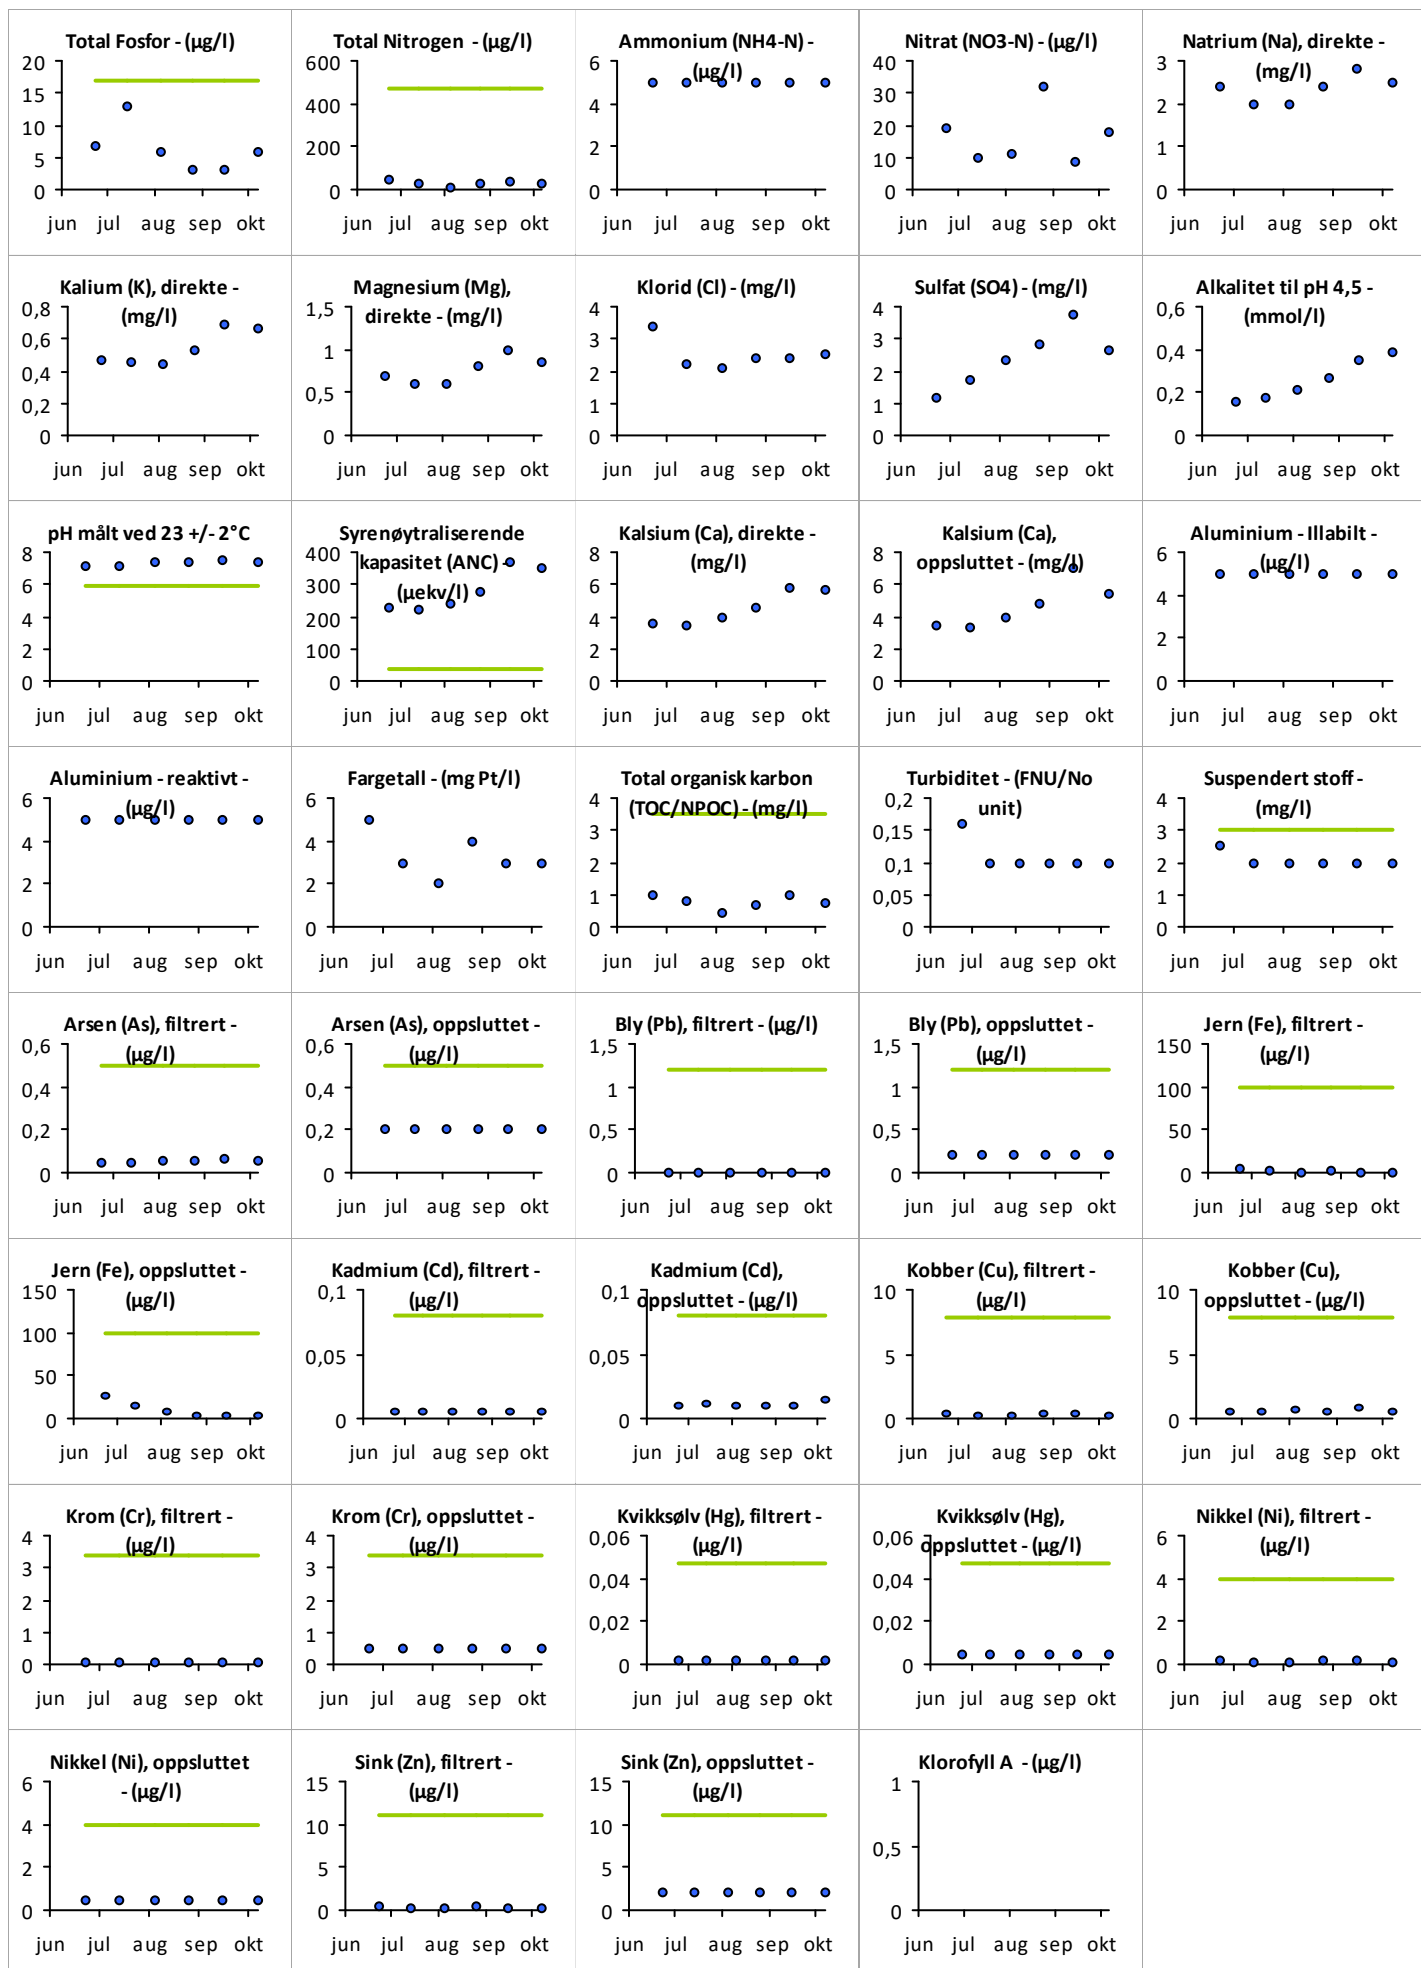 Total Fosfor - (µg/l)
20
15
10
5
0
jun jul aug sep okt
Total Nitrogen - (µg/l)
600
400
200
0
jun jul aug sep okt
Ammonium (NH4-N) -
(µg/l)
6
4
2
0
jun jul aug sep okt
Nitrat (NO3-N) - (µg/l)
40
30
20
10
0
jun jul aug sep okt
Natrium (Na), direkte -
(mg/l)
3
2
1
0
jun jul aug sep okt
Kalium (K), direkte -
(mg/l)
0,8
0,6
0,4
0,2
0
jun jul aug sep okt
Magnesium (Mg),
direkte - (mg/l)
1,5
1
0,5
0
jun jul aug sep okt
Klorid (Cl) - (mg/l)
4
3
2
1
0
jun jul aug sep okt
Sulfat (SO4) - (mg/l)
4
3
2
1
0
jun jul aug sep okt
Alkalitet til pH 4,5 -
(mmol/l)
0,6
0,4
0,2
0
jun jul aug sep okt
pH målt ved 23 +/- 2°C
8
6
4
2
0
jun jul aug sep okt
Syrenøytraliserende
kapasitet (ANC) -
(µekv/l)
400
300
200
100
0
jun jul aug sep okt
Kalsium (Ca), direkte -
(mg/l)
8
6
4
2
0
jun jul aug sep okt
Kalsium (Ca),
oppsluttet - (mg/l)
8
6
4
2
0
jun jul aug sep okt
Aluminium - Illabilt -
(µg/l)
6
4
2
0
jun jul aug sep okt
Aluminium - reaktivt -
(µg/l)
6
4
2
0
jun jul aug sep okt
Fargetall - (mg Pt/l)
6
4
2
0
jun jul aug sep okt
Total organisk karbon
(TOC/NPOC) - (mg/l)
4
3
2
1
0
jun jul aug sep okt
Turbiditet - (FNU/No
unit)
0,2
0,15
0,1
0,05
0
jun jul aug sep okt
Suspendert stoff -
(mg/l)
4
3
2
1
0
jun jul aug sep okt
Arsen (As), filtrert -
(µg/l)
0,6
0,4
0,2
0
jun jul aug sep okt
Arsen (As), oppsluttet -
(µg/l)
0,6
0,4
0,2
0
jun jul aug sep okt
Bly (Pb), filtrert - (µg/l)
1,5
1
0,5
0
jun jul aug sep okt
Bly (Pb), oppsluttet -
(µg/l)
1,5
1
0,5
0
jun jul aug sep okt
Jern (Fe), filtrert -
(µg/l)
150
100
50
0
jun jul aug sep okt
Jern (Fe), oppsluttet -
(µg/l)
150
100
50
0
jun jul aug sep okt
Kadmium (Cd), filtrert -
(µg/l)
0,1
0,05
0
jun jul aug sep okt
Kadmium (Cd),
oppsluttet - (µg/l)
0,1
0,05
0
jun jul aug sep okt
Kobber (Cu), filtrert -
(µg/l)
10
5
0
jun jul aug sep okt
Kobber (Cu),
oppsluttet - (µg/l)
10
5
0
jun jul aug sep okt
Krom (Cr), filtrert -
(µg/l)
4
3
2
1
0
jun jul aug sep okt
Krom (Cr), oppsluttet -
(µg/l)
4
3
2
1
0
jun jul aug sep okt
Kvikksølv (Hg), filtrert -
(µg/l)
0,06
0,04
0,02
0
jun jul aug sep okt
Kvikksølv (Hg),
oppsluttet - (µg/l)
0,06
0,04
0,02
0
jun jul aug sep okt
Nikkel (Ni), filtrert -
(µg/l)
6
4
2
0
jun jul aug sep okt
Nikkel (Ni), oppsluttet
- (µg/l)
6
4
2
0
jun jul aug sep okt
Sink (Zn), filtrert -
(µg/l)
15
10
5
0
jun jul aug sep okt
Sink (Zn), oppsluttet -
(µg/l)
15
10
5
0
jun jul aug sep okt
Klorofyll A - (µg/l)
1
0,5
0
jun jul aug sep okt